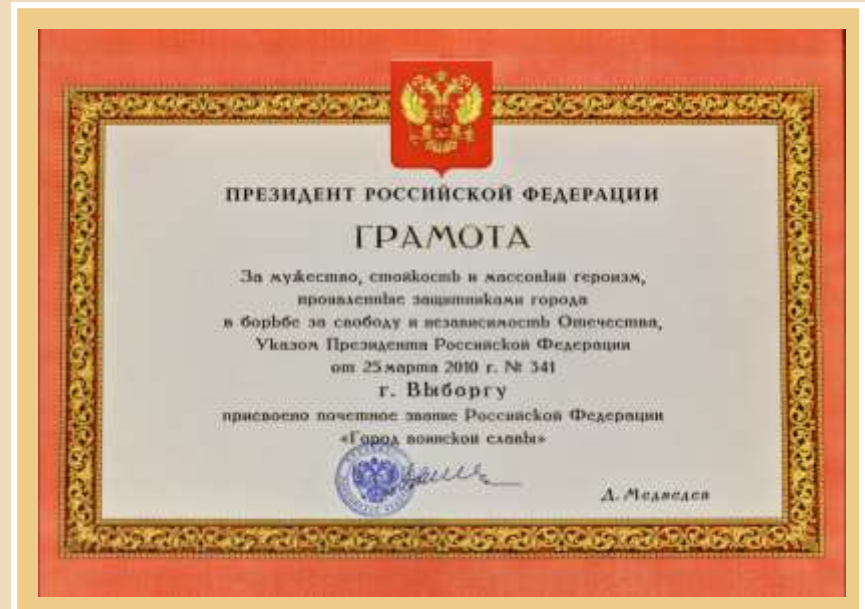 ПРЕЗИДЕНТ РОССИЙСКОЙ ФЕДЕРАЦИИ
ГРАМОТА
За мужество, стойкость и массовый героизм,
проявленные защитниками города
в борьбе за свободу и независимость Отечества,
Указом Президента Российской Федерации
от 25 марта 2010 г. № 341
г. Выборгу
присвоено почетное звание Российской Федерации
«Город воинской славы»
Д. Медведев